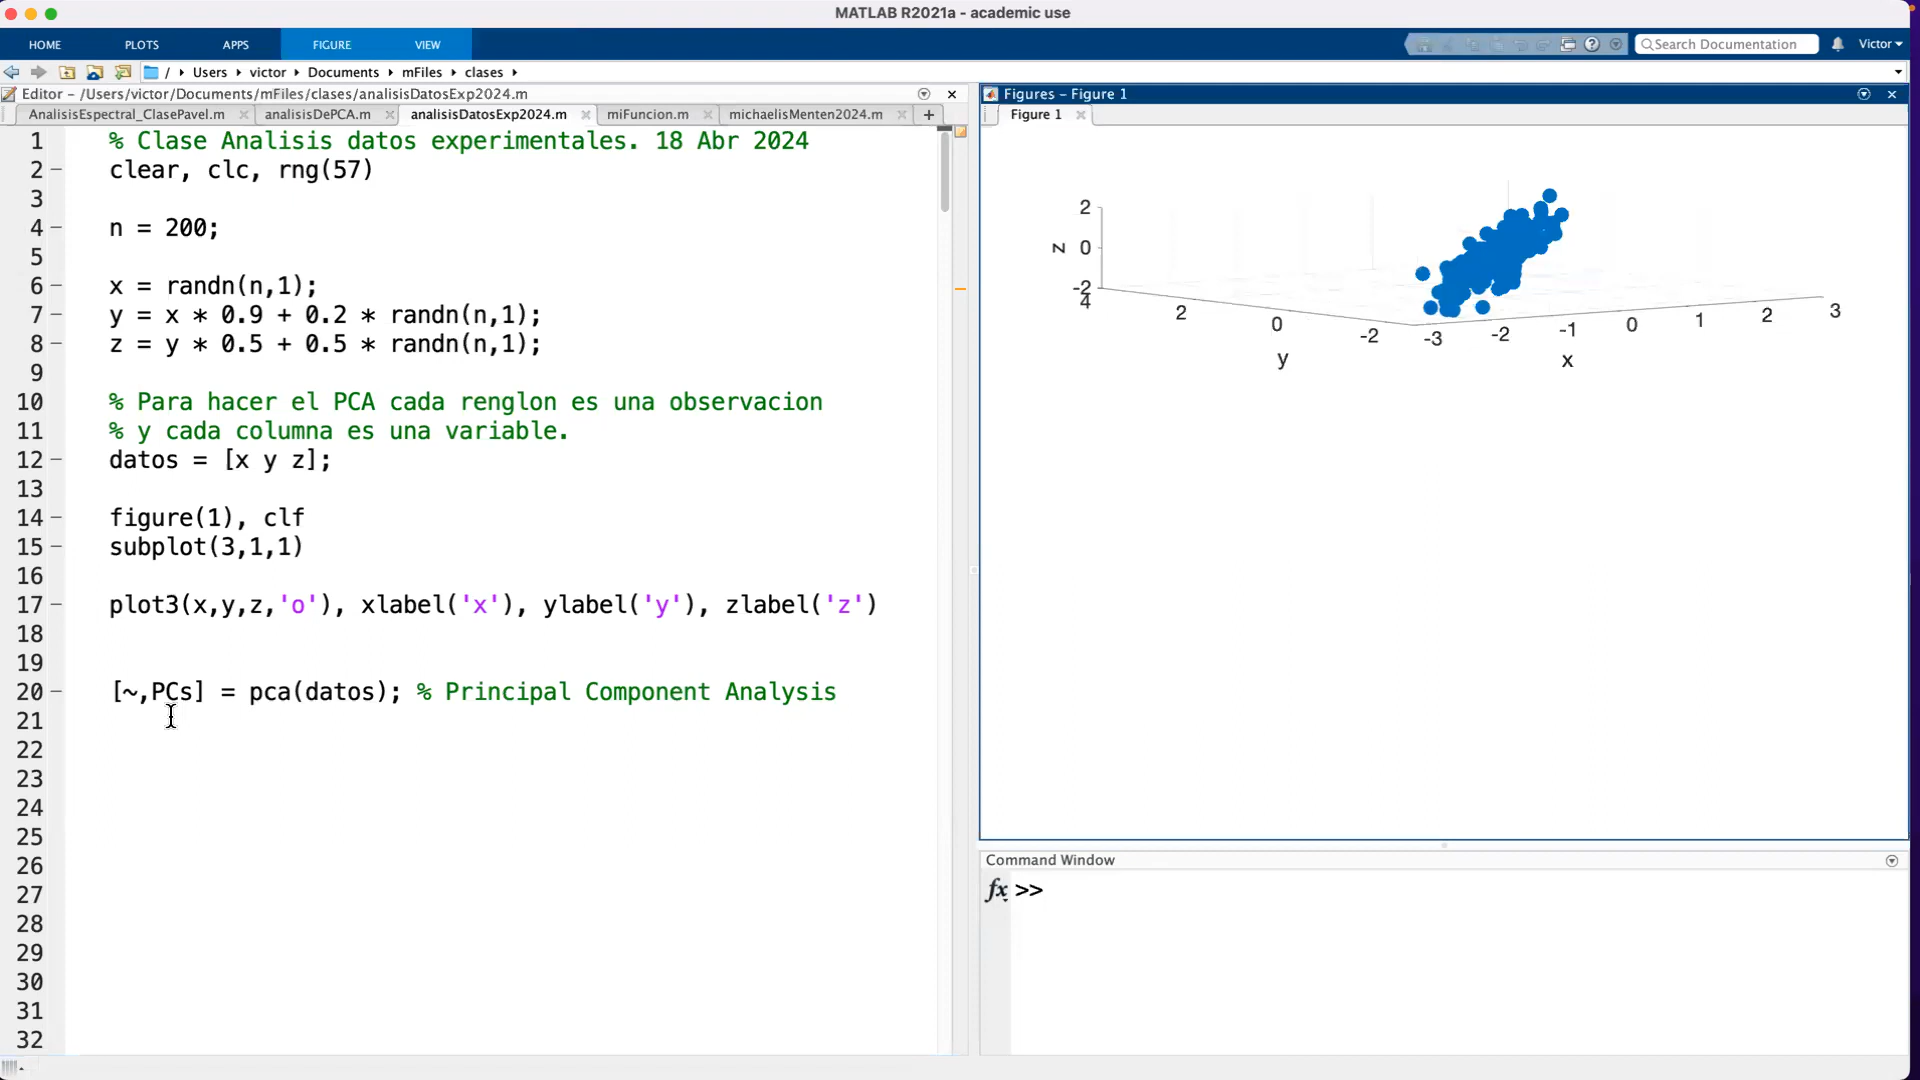 MATLAB R2021a - academic use
HOME PLOTS APPS FIGURE VIEW
Search Documentation Victor
/ Users victor Documents mFiles clases
Editor - /Users/victor/Documents/mFiles/clases/analisisDatosExp2024.m
AnalisisEspectral_ClasePavel.m analisisDePCA.m analisisDatosExp2024.m miFuncion.m michaelisMenten2024.m +
1 % Clase Analisis datos experimentales. 18 Abr 2024
2 clear, clc, rng(57)
3
4 n = 200;
5
6 x = randn(n,1);
7 y = x * 0.9 + 0.2 * randn(n,1);
8 z = y * 0.5 + 0.5 * randn(n,1);
9
10 % Para hacer el PCA cada renglon es una observacion
11 % y cada columna es una variable.
12 datos = [x y z];
13
14 figure(1), clf
15 subplot(3,1,1)
16
17 plot3(x,y,z,'o'), xlabel('x'), ylabel('y'), zlabel('z')
18
19
20 [~,PCs] = pca(datos); % Principal Component Analysis
21
22
23
24
25
26
27
28
29
30
31
32
Figures - Figure 1
Figure 1
2
z 0
-2
4 2 0 -2
-3 -2 -1 0 1 2 3
y x
Command Window
fx >>